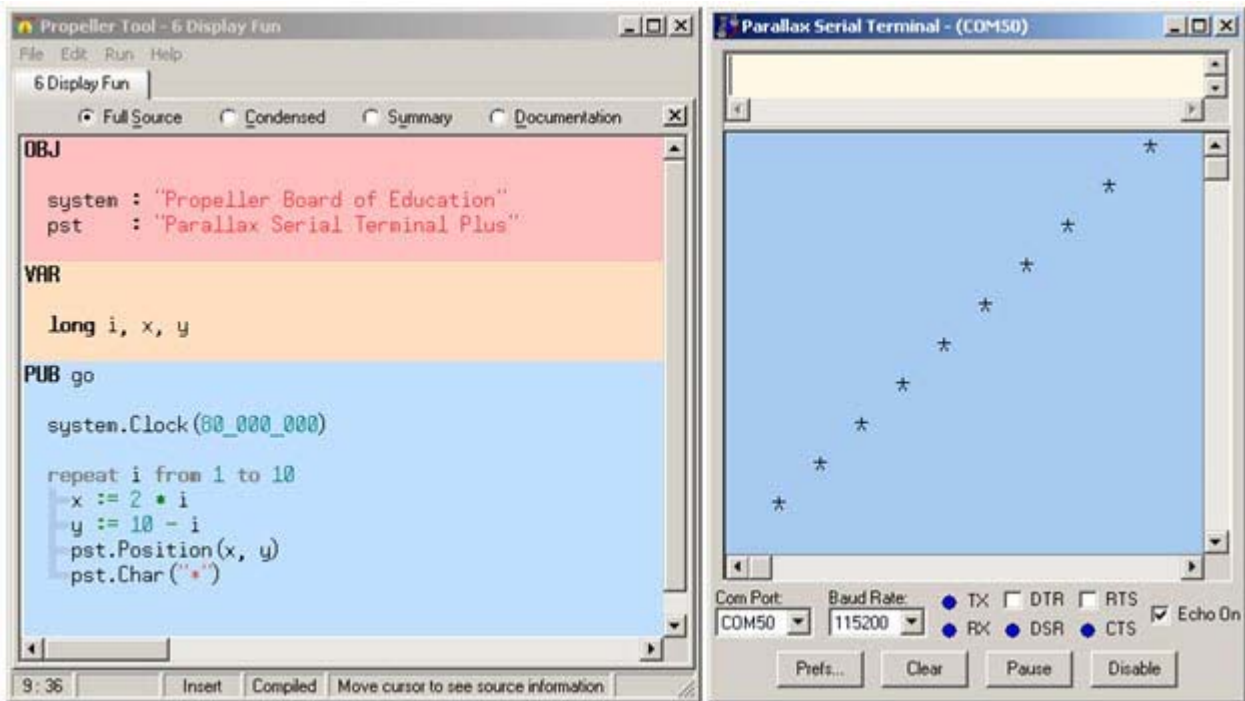 Propeller Tool - 6 Display Fun
File Edit Run Help
6 Display Fun
Full Source Condensed Summary Documentation
OBJ
system : "Propeller Board of Education"
pst : "Parallax Serial Terminal Plus"
VAR
long i, x, y
PUB go
system.Clock(80_000_000)
repeat i from 1 to 10
x := 2 * i
y := 10 - i
pst.Position(x, y)
pst.Char("*")
9 : 36 Insert Compiled Move cursor to see source information
Parallax Serial Terminal - (COM50)
*
*
*
*
*
*
*
*
*
*
Com Port: Baud Rate: TX DTR RTS
COM50 115200 RX DSR CTS Echo On
Prefs... Clear Pause Disable